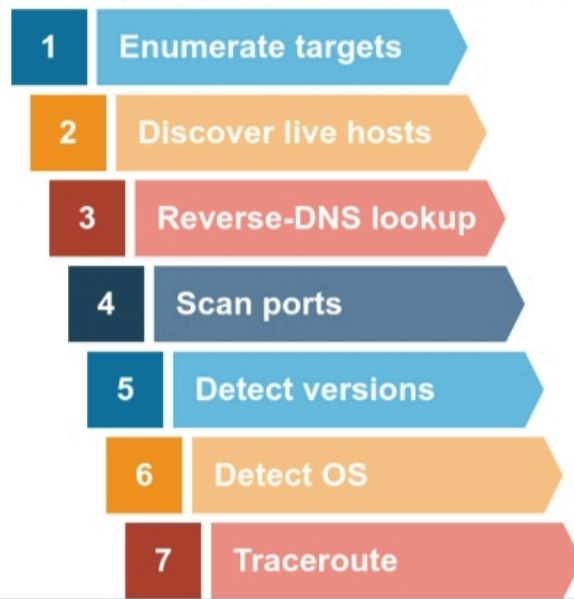 1 Enumerate targets
2 Discover live hosts
3 Reverse-DNS lookup
4 Scan ports
5 Detect versions
6 Detect OS
7 Traceroute